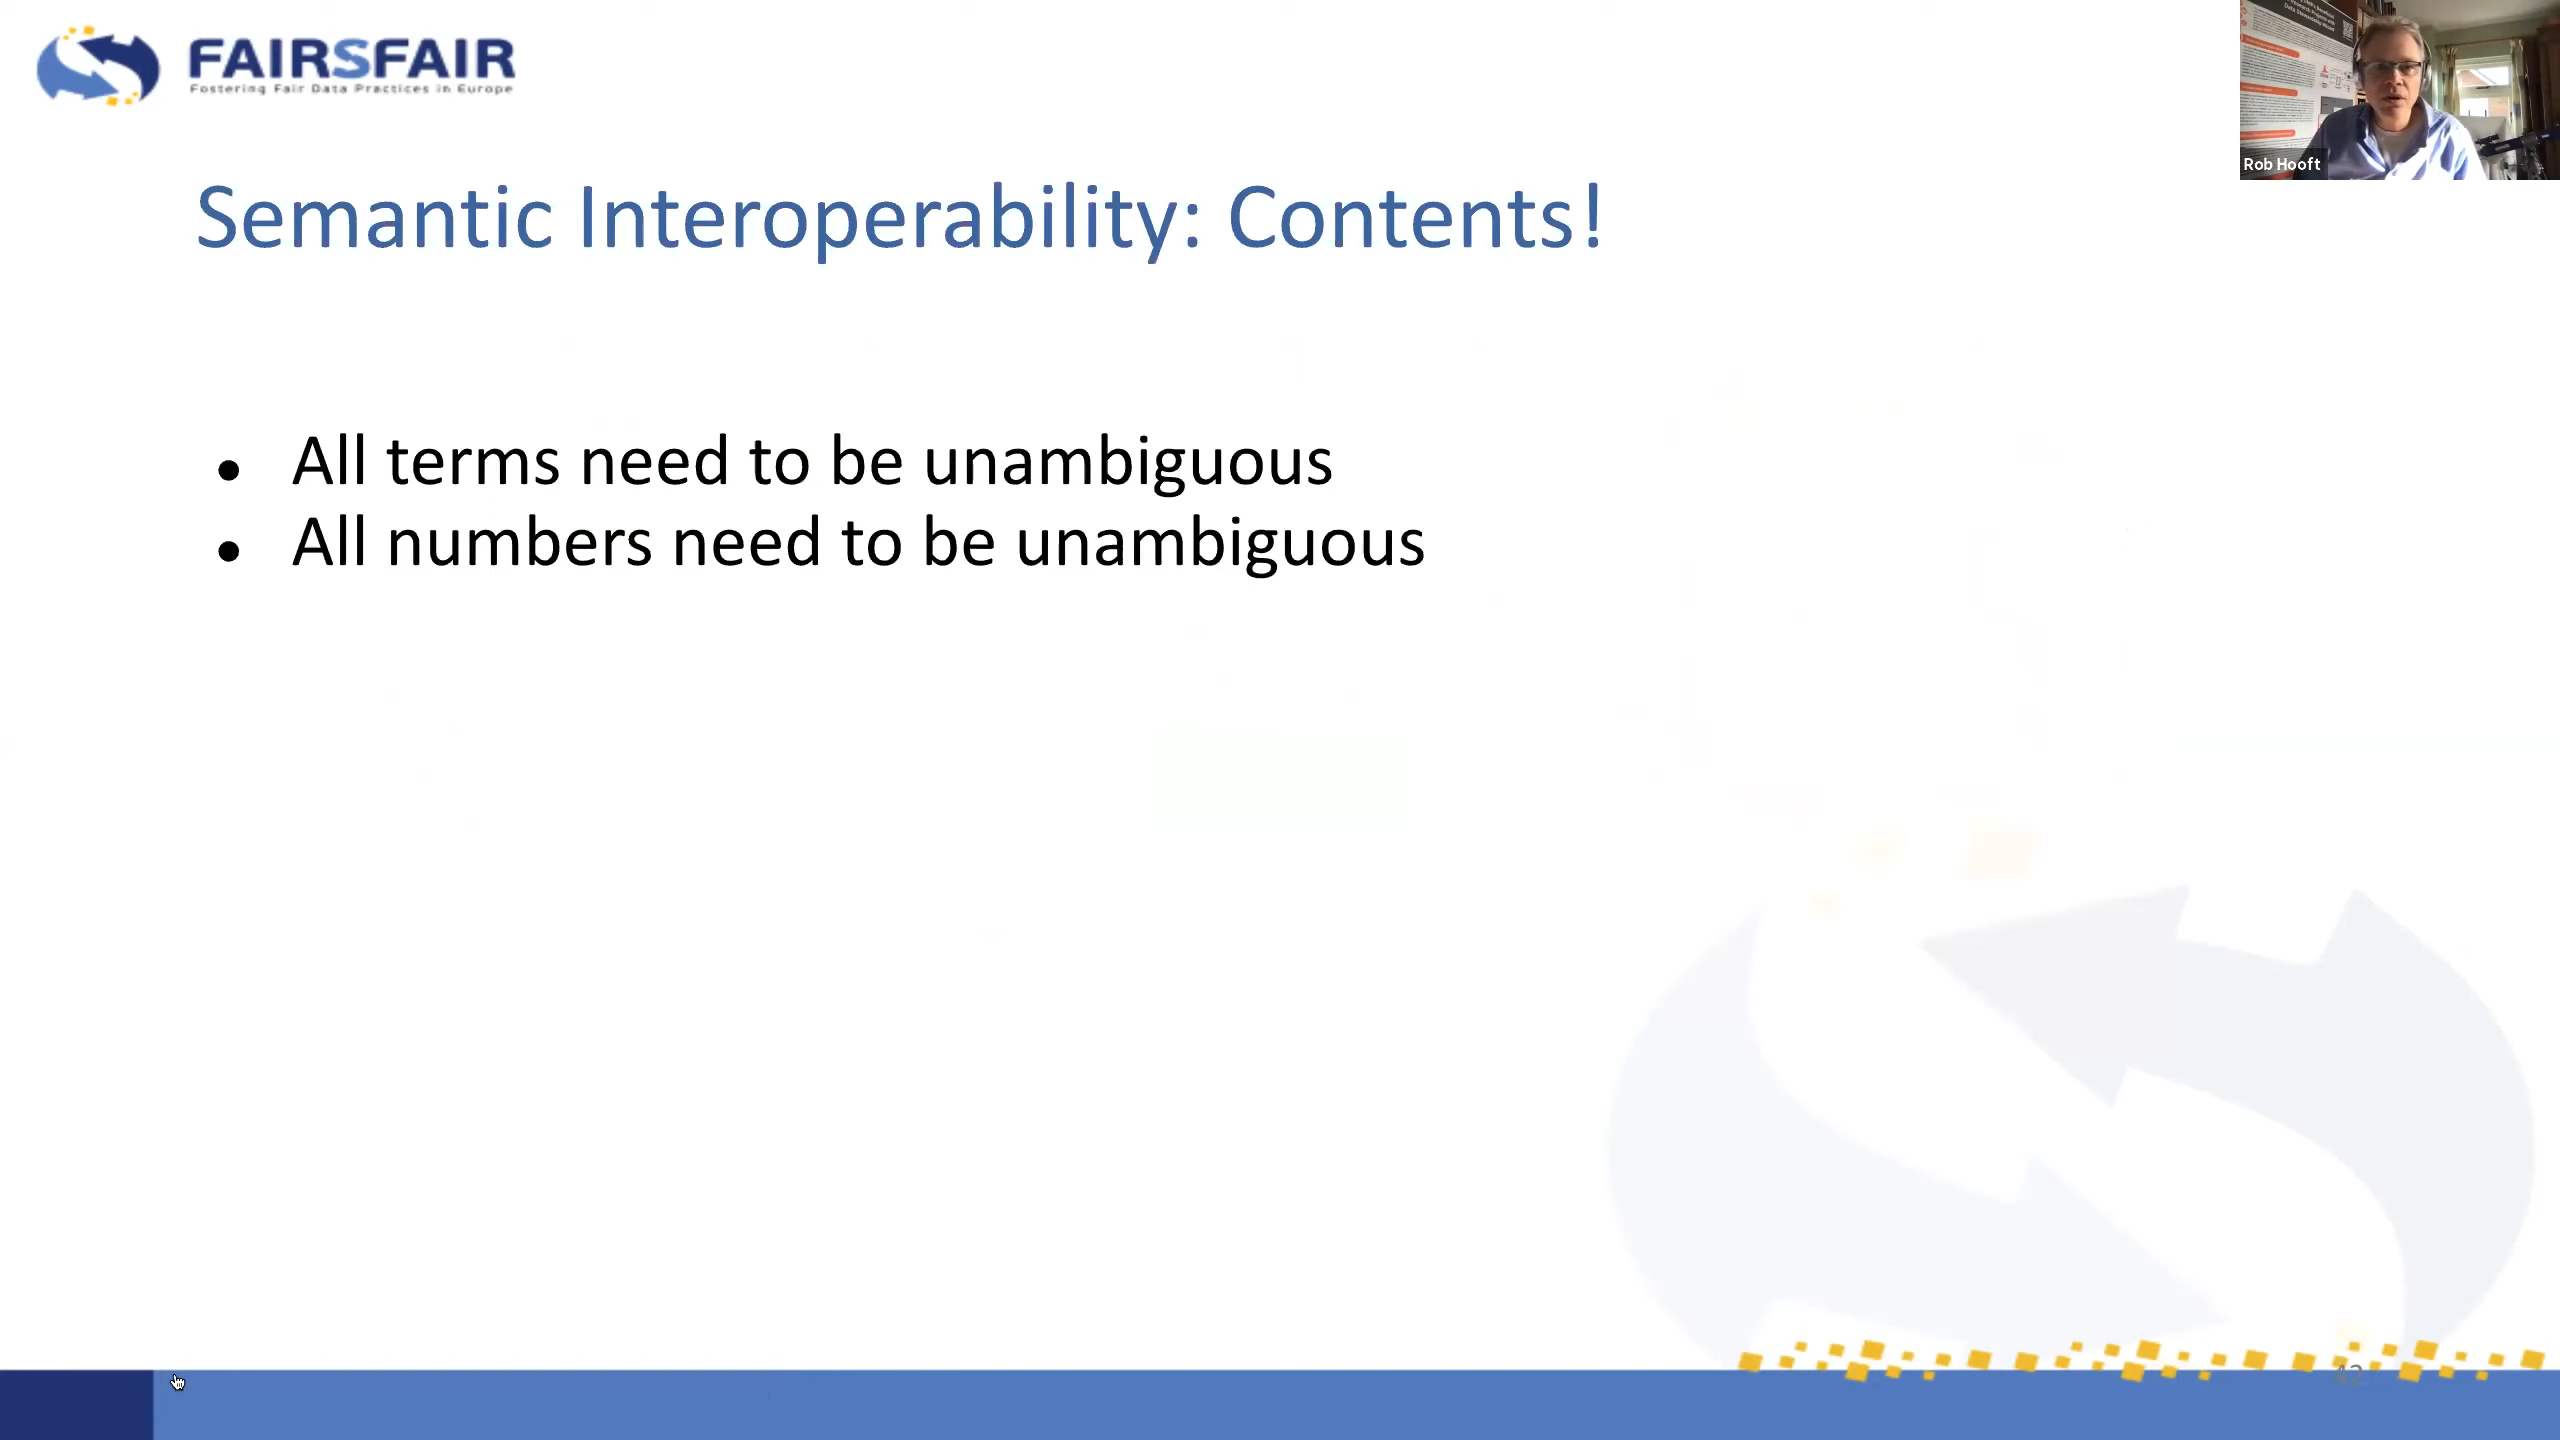 FAIRSFAIR
Fostering Fair Data Practices in Europe
Rob Hooft
Semantic Interoperability: Contents!
● All terms need to be unambiguous
● All numbers need to be unambiguous
42